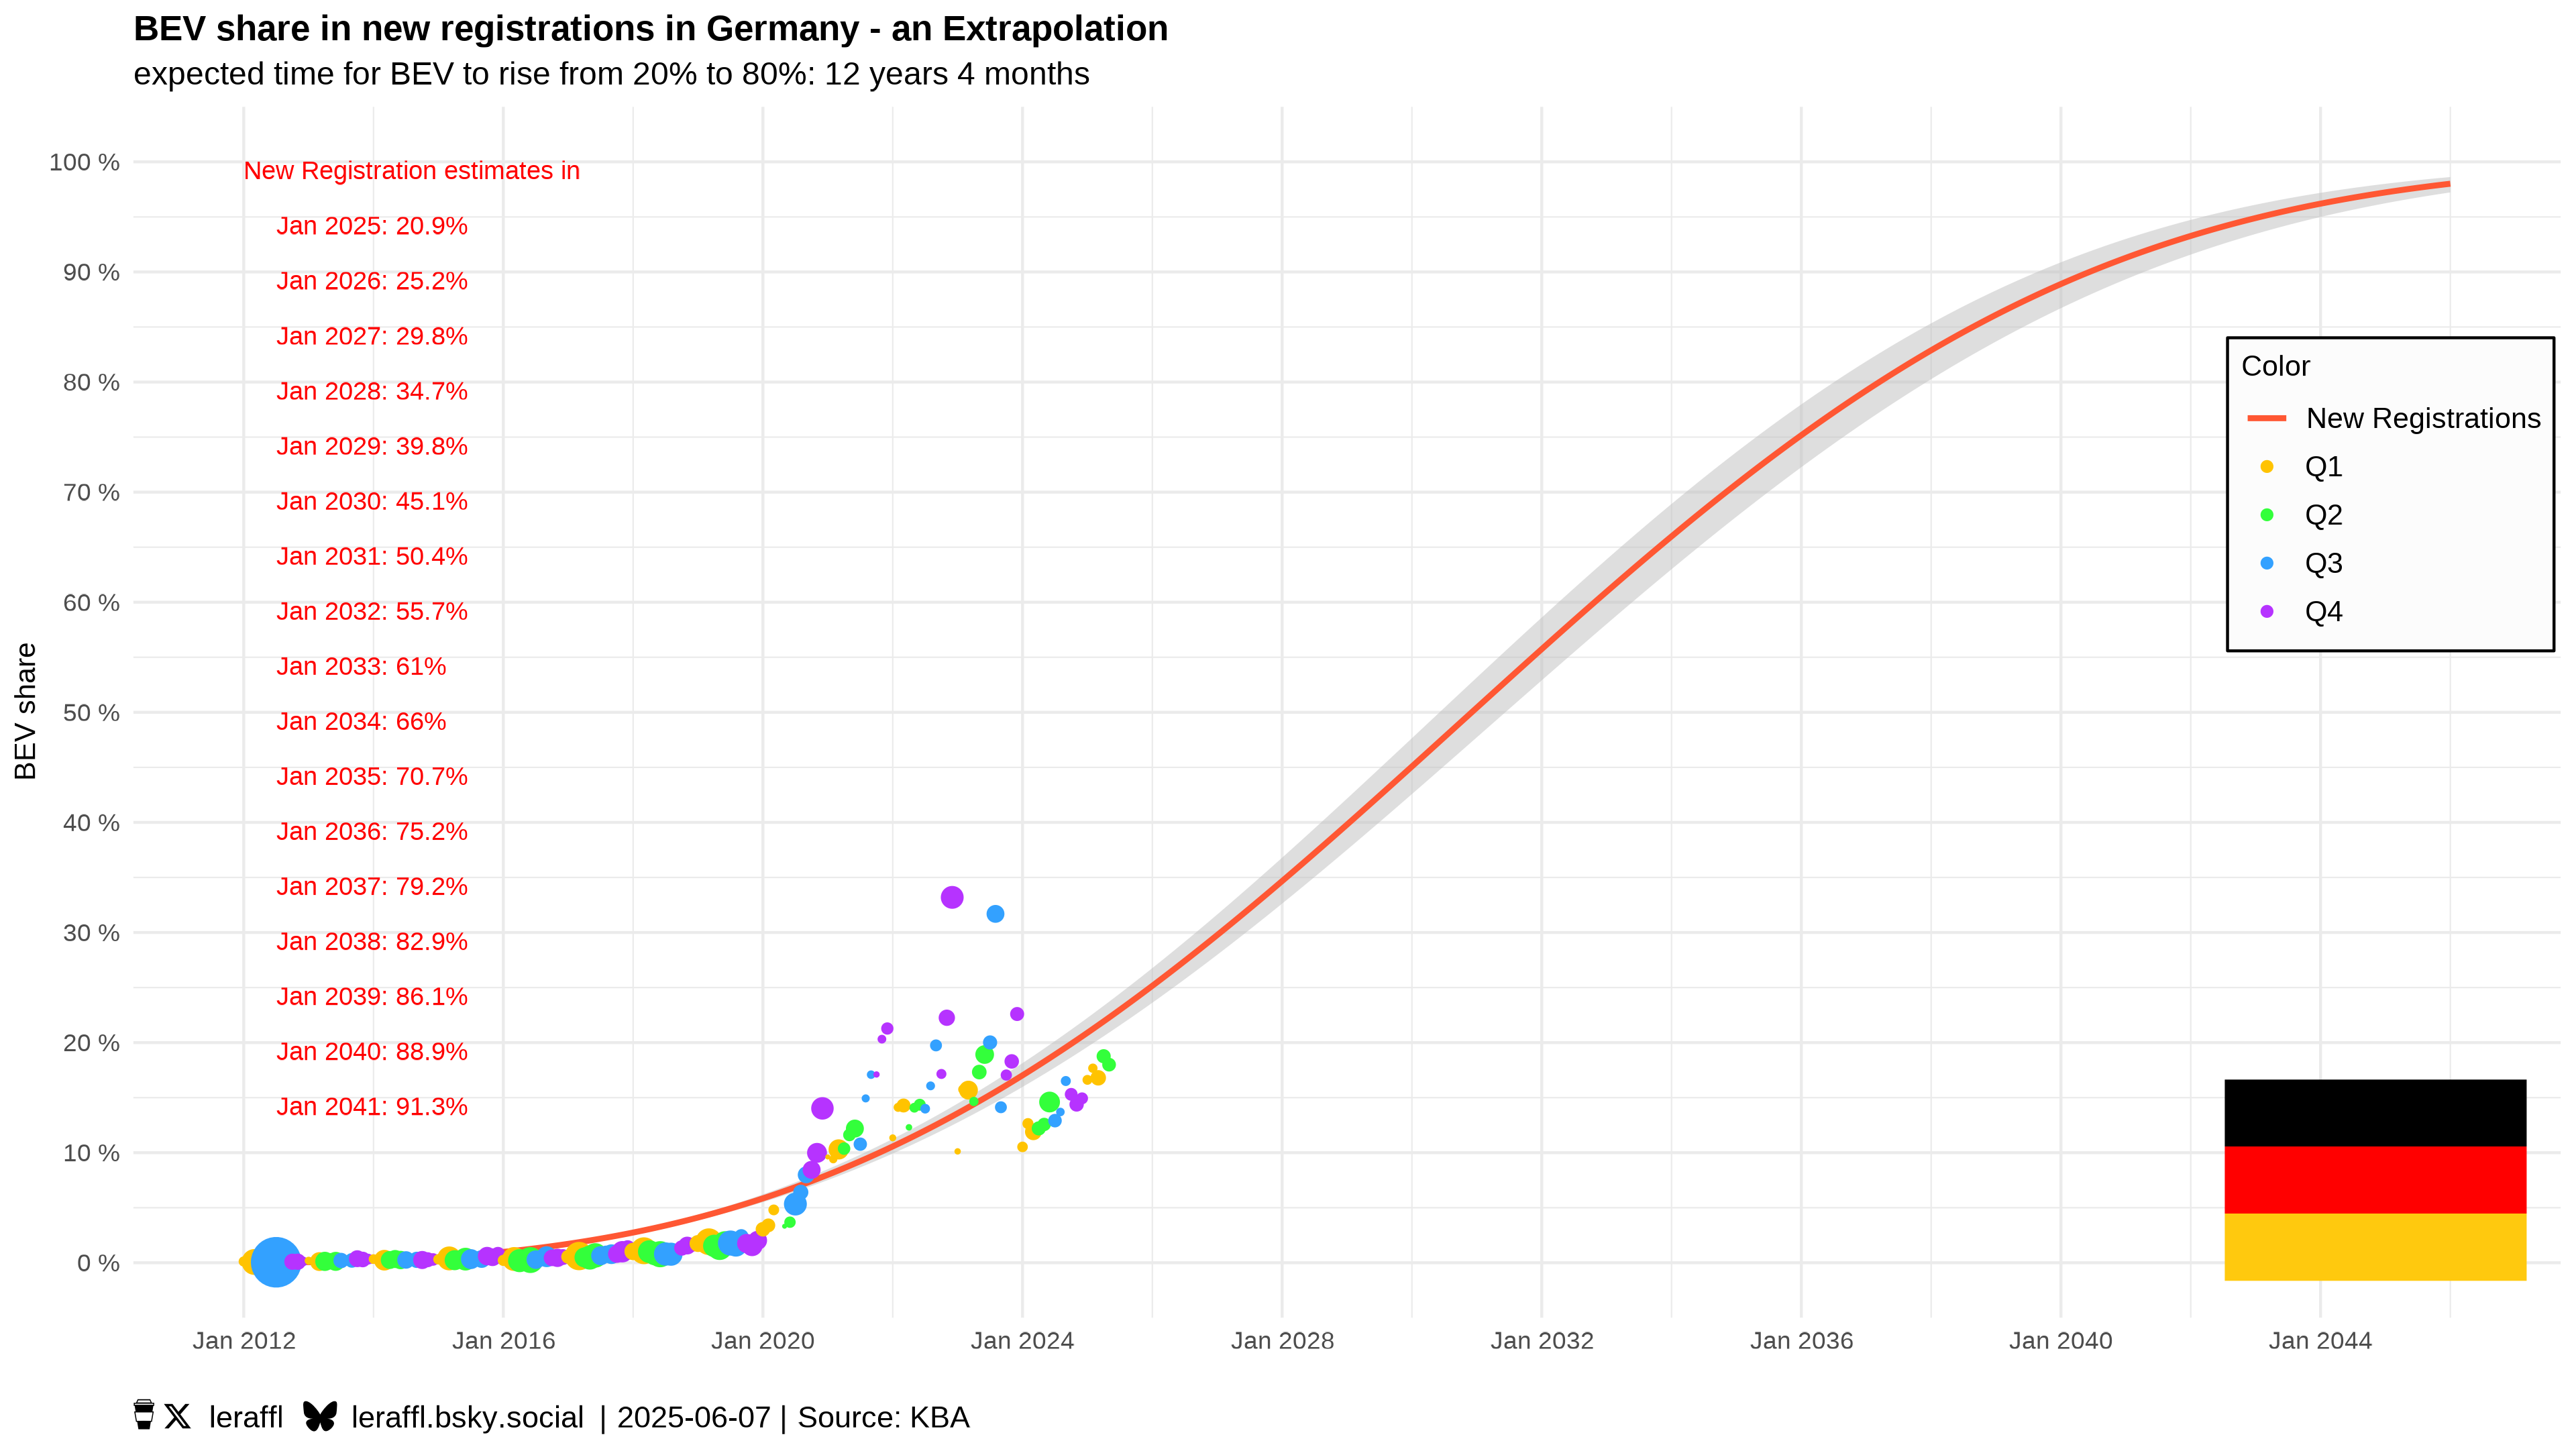 BEV share in new registrations in Germany - an Extrapolation
expected time for BEV to rise from 20% to 80%: 12 years 4 months
BEV share
100 %
90 %
80 %
70 %
60 %
50 %
40 %
30 %
20 %
10 %
0 %
New Registration estimates in
Jan 2025: 20.9%
Jan 2026: 25.2%
Jan 2027: 29.8%
Jan 2028: 34.7%
Jan 2029: 39.8%
Jan 2030: 45.1%
Jan 2031: 50.4%
Jan 2032: 55.7%
Jan 2033: 61%
Jan 2034: 66%
Jan 2035: 70.7%
Jan 2036: 75.2%
Jan 2037: 79.2%
Jan 2038: 82.9%
Jan 2039: 86.1%
Jan 2040: 88.9%
Jan 2041: 91.3%
Color
New Registrations
Q1
Q2
Q3
Q4
Jan 2012 Jan 2016 Jan 2020 Jan 2024 Jan 2028 Jan 2032 Jan 2036 Jan 2040 Jan 2044
leraffl leraffl.bsky.social | 2025-06-07 | Source: KBA